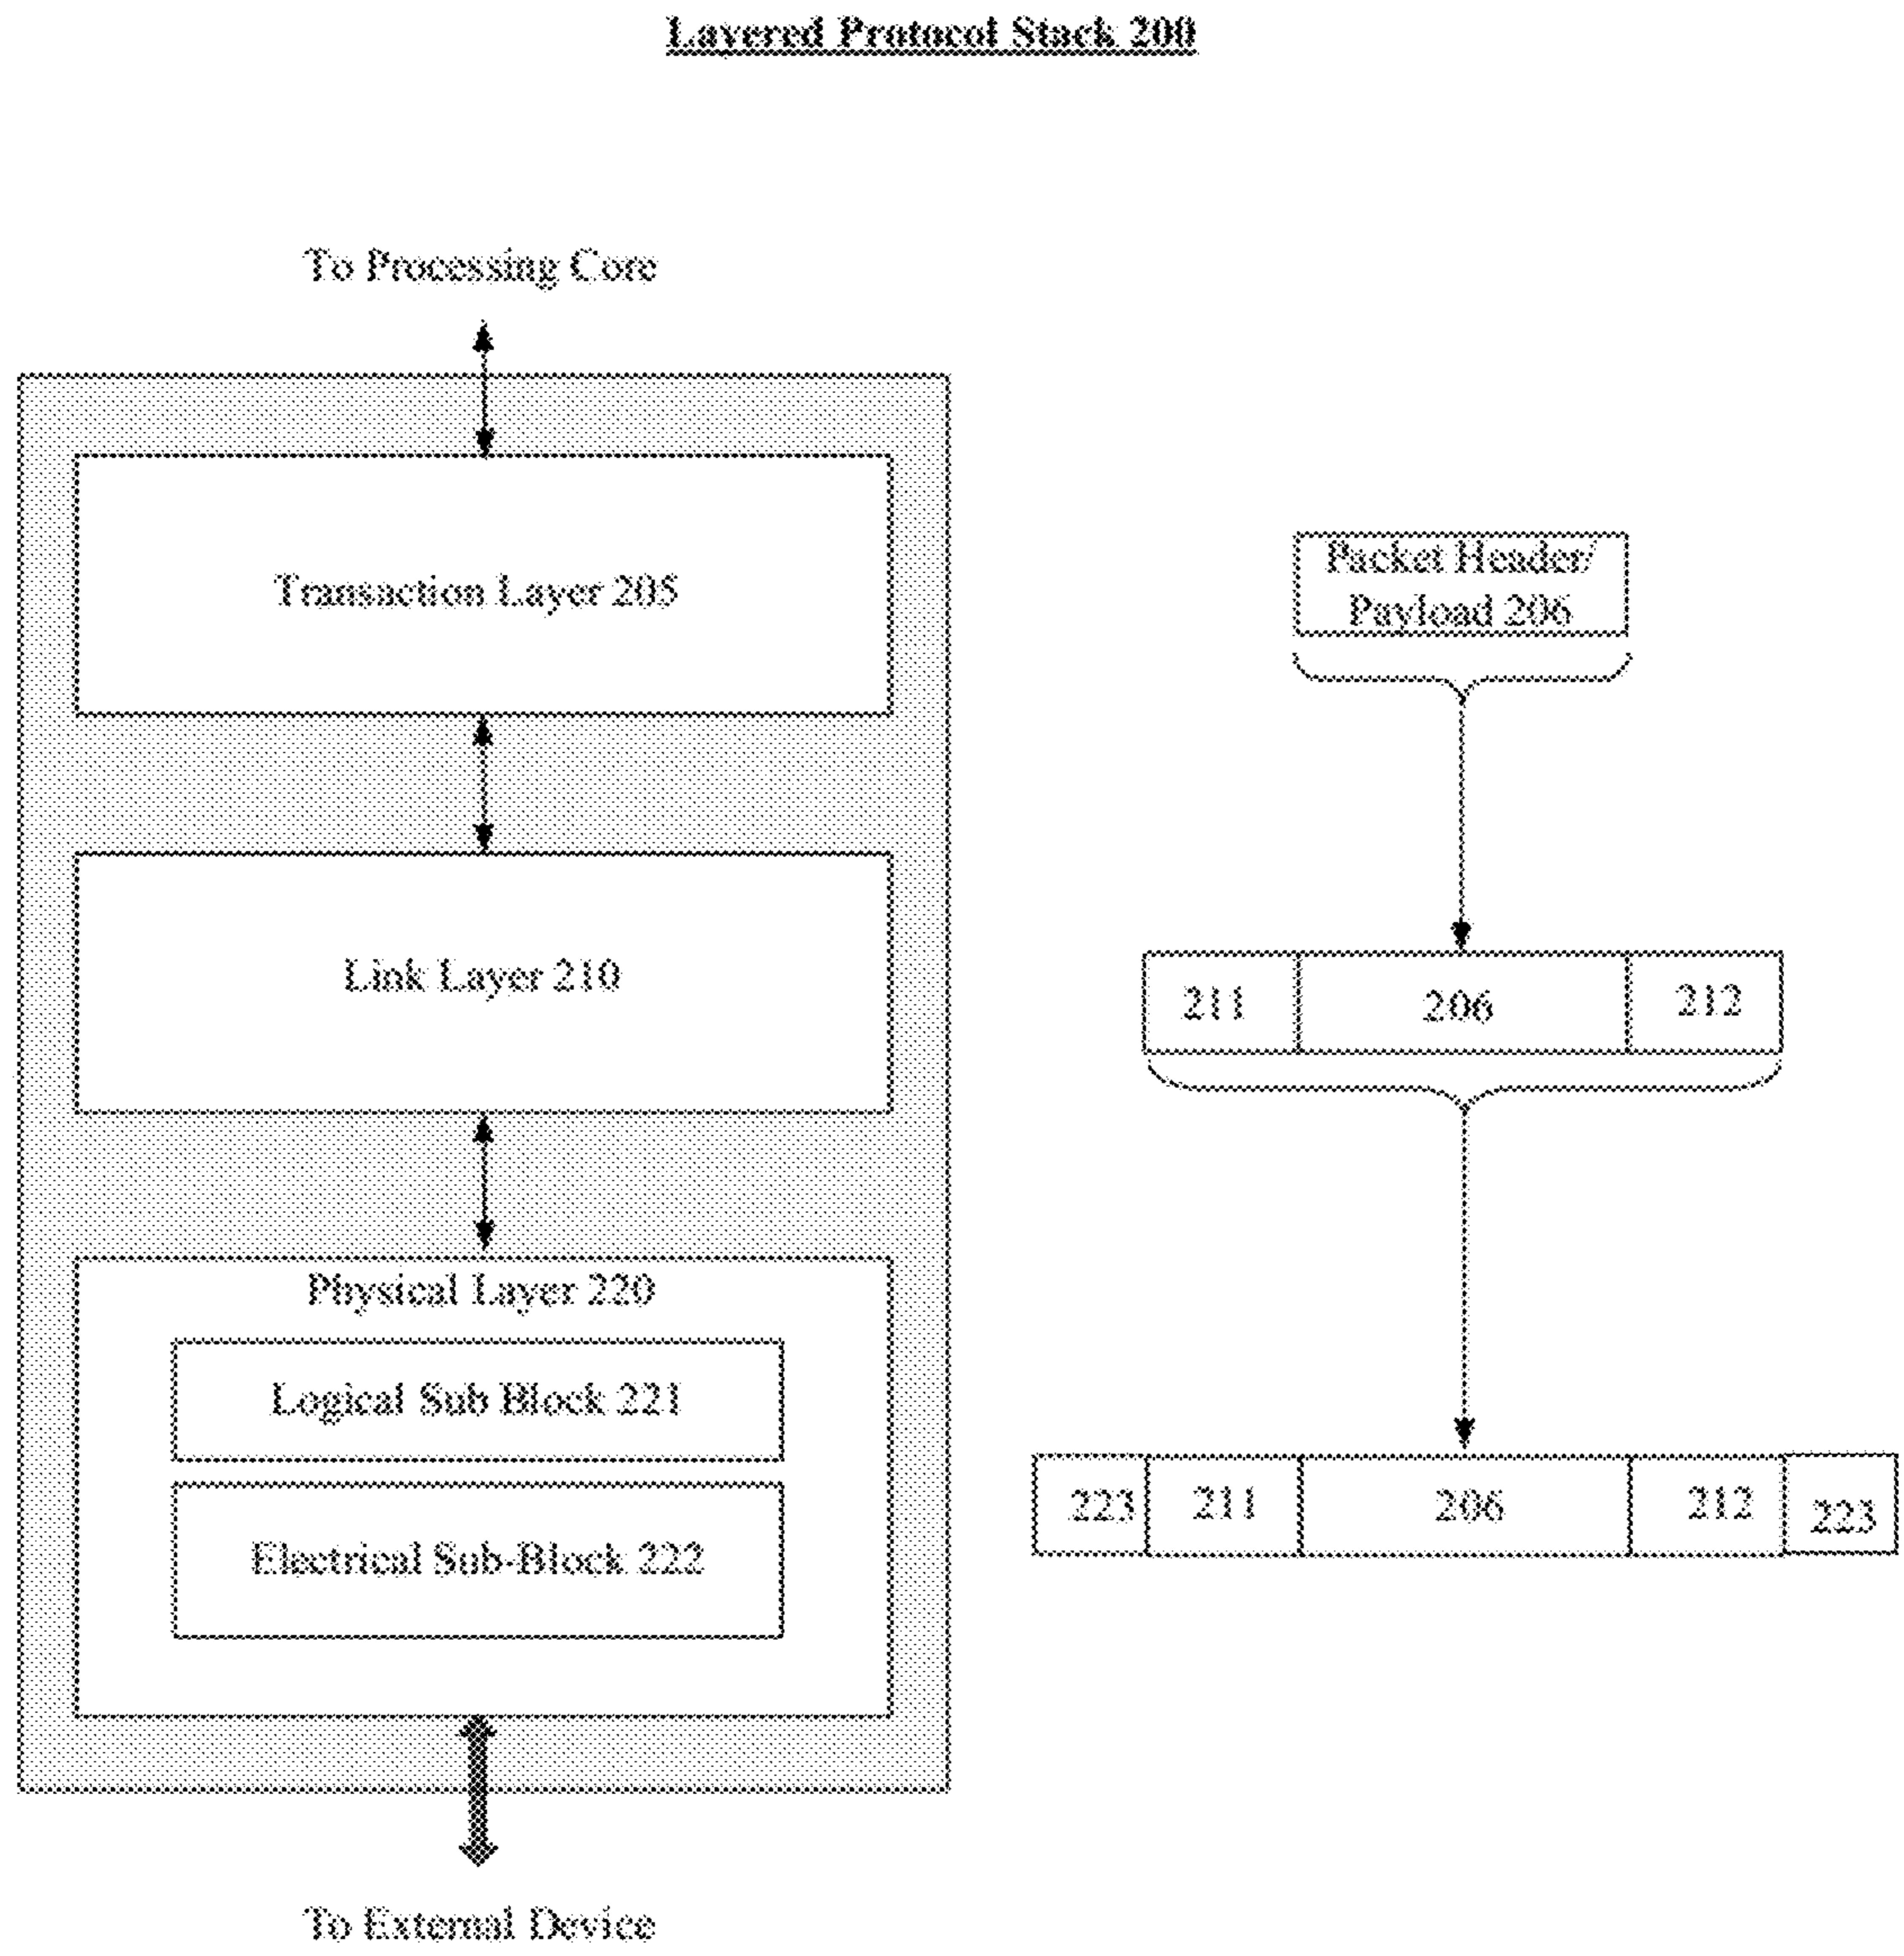 Layered Protocol Stack 200
To Processing Core
Transaction Layer 205
Packet Header/
Payload 206
Link Layer 210
211 206 212
Physical Layer 220
Logical Sub Block 221
Electrical Sub-Block 222
223 211 206 212 223
To External Device